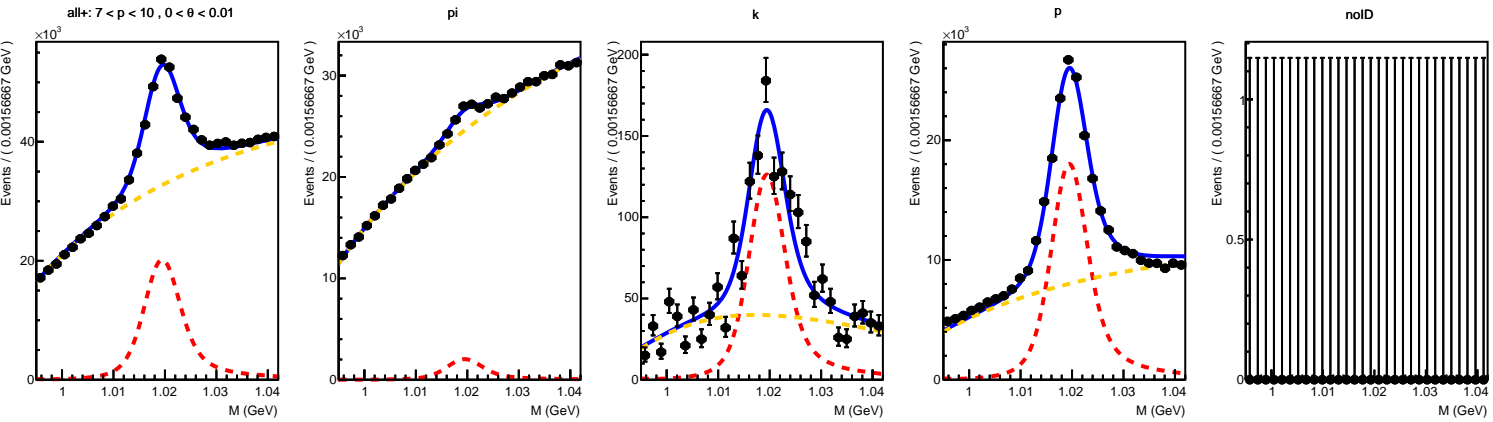 all+: 7 < p < 10 , 0 < θ < 0.01
×10³
Events / ( 0.00156667 GeV )
40
20
0
1 1.01 1.02 1.03 1.04
M (GeV)
pi
×10³
Events / ( 0.00156667 GeV )
30
20
10
0
1 1.01 1.02 1.03 1.04
M (GeV)
k
Events / ( 0.00156667 GeV )
200
150
100
50
0
1 1.01 1.02 1.03 1.04
M (GeV)
p
×10³
Events / ( 0.00156667 GeV )
20
10
0
1 1.01 1.02 1.03 1.04
M (GeV)
noID
Events / ( 0.00156667 GeV )
1
0.5
0
1 1.01 1.02 1.03 1.04
M (GeV)